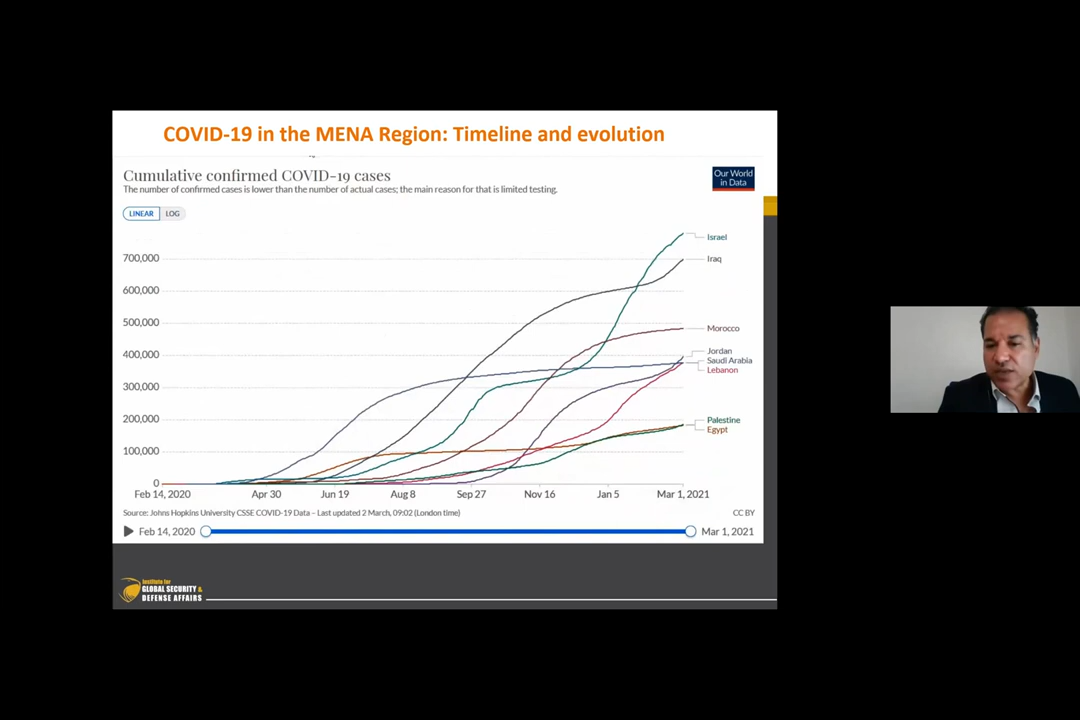 COVID-19 in the MENA Region: Timeline and evolution
Cumulative confirmed COVID-19 cases
The number of confirmed cases is lower than the number of actual cases; the main reason for that is limited testing.
Our World
in Data
LINEAR LOG
700,000
600,000
500,000
400,000
300,000
200,000
100,000
0
Israel
Iraq
Morocco
Jordan
Saudi Arabia
Lebanon
Palestine
Egypt
Feb 14, 2020 Apr 30 Jun 19 Aug 8 Sep 27 Nov 16 Jan 5 Mar 1, 2021
Source: Johns Hopkins University CSSE COVID-19 Data – Last updated 2 March, 09:02 (London time) CC BY
Feb 14, 2020 Mar 1, 2021
Institute for
GLOBAL SECURITY &
DEFENSE AFFAIRS